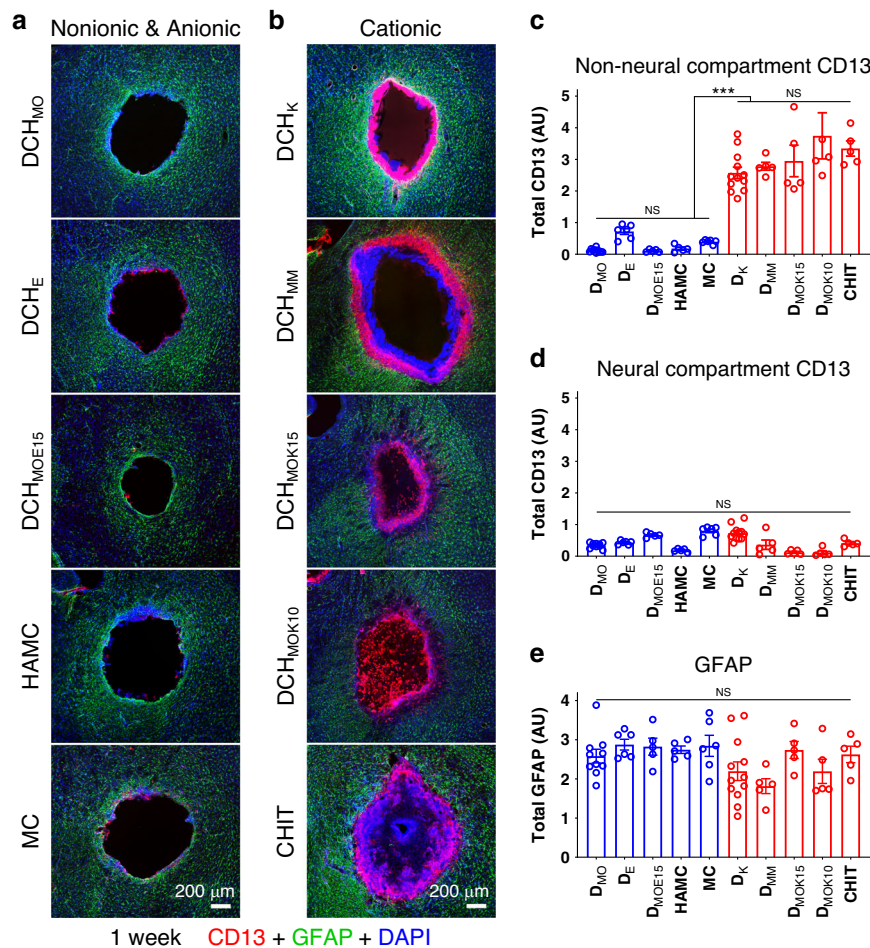 a
Nonionic & Anionic
DCHMO
DCHE
DCHMOE15
HAMC
MC
200 μm
b
Cationic
DCHK
DCHMM
DCHMOK15
DCHMOK10
CHIT
200 μm
1 week CD13 + GFAP + DAPI
c
Non-neural compartment CD13
***
NS
NS
Total CD13 (AU)
5
4
3
2
1
0
DMO
DE
DMOE15
HAMC
MC
DK
DMM
DMOK15
DMOK10
CHIT
d
Neural compartment CD13
NS
Total CD13 (AU)
5
4
3
2
1
0
DMO
DE
DMOE15
HAMC
MC
DK
DMM
DMOK15
DMOK10
CHIT
e
GFAP
NS
Total GFAP (AU)
4
3
2
1
0
DMO
DE
DMOE15
HAMC
MC
DK
DMM
DMOK15
DMOK10
CHIT